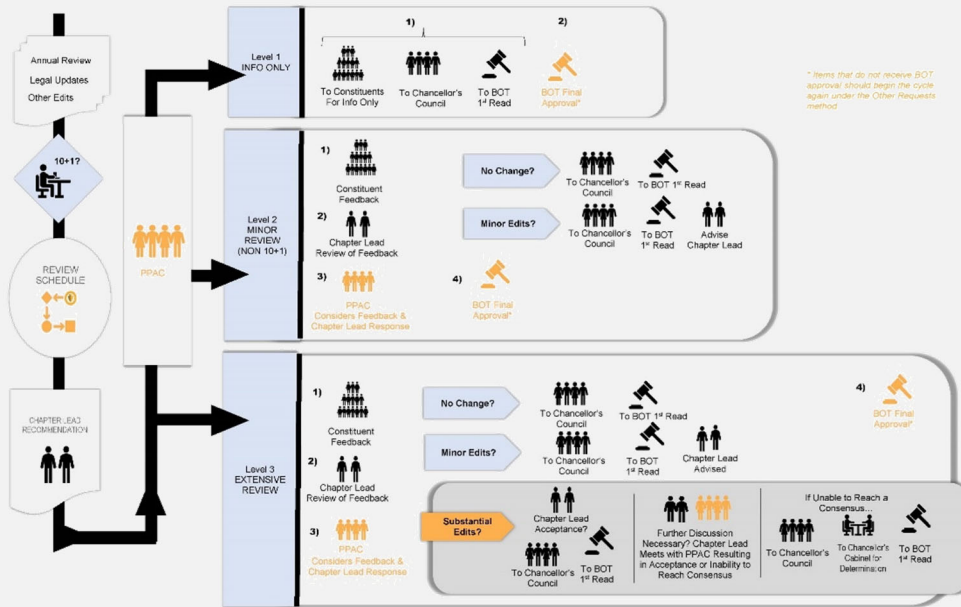 Annual Review
Legal Updates
Other Edits
10+1?
REVIEW
SCHEDULE
CHAPTER LEAD
RECOMMENDATION
PPAC
Level 1
INFO ONLY
1)
To Constituents
For Info Only
To Chancellor's
Council
To BOT
1st Read
2)
BOT Final
Approval*
* Items that do not receive BOT
approval should begin the cycle
again under the Other Requests
method
Level 2
MINOR
REVIEW
(NON 10+1)
1)
Constituent
Feedback
2)
Chapter Lead
Review of Feedback
3)
PPAC
Considers Feedback &
Chapter Lead Response
No Change?
To Chancellor's
Council
To BOT 1st Read
Minor Edits?
To Chancellor's
Council
To BOT
1st Read
Advise
Chapter Lead
4)
BOT Final
Approval*
Level 3
EXTENSIVE
REVIEW
1)
Constituent
Feedback
2)
Chapter Lead
Review of Feedback
3)
PPAC
Considers Feedback &
Chapter Lead Response
No Change?
To Chancellor's
Council
To BOT 1st Read
4)
BOT Final
Approval*
Minor Edits?
To Chancellor's
Council
To BOT
1st Read
Chapter Lead
Advised
Substantial
Edits?
Chapter Lead
Acceptance?
To Chancellor's
Council
To BOT
1st Read
Further Discussion
Necessary? Chapter Lead
Meets with PPAC Resulting
in Acceptance or Inability to
Reach Consensus
If Unable to Reach a
Consensus...
To Chancellor's
Council
To Chancellor's
Cabinet for
Determination
To BOT
1st Read